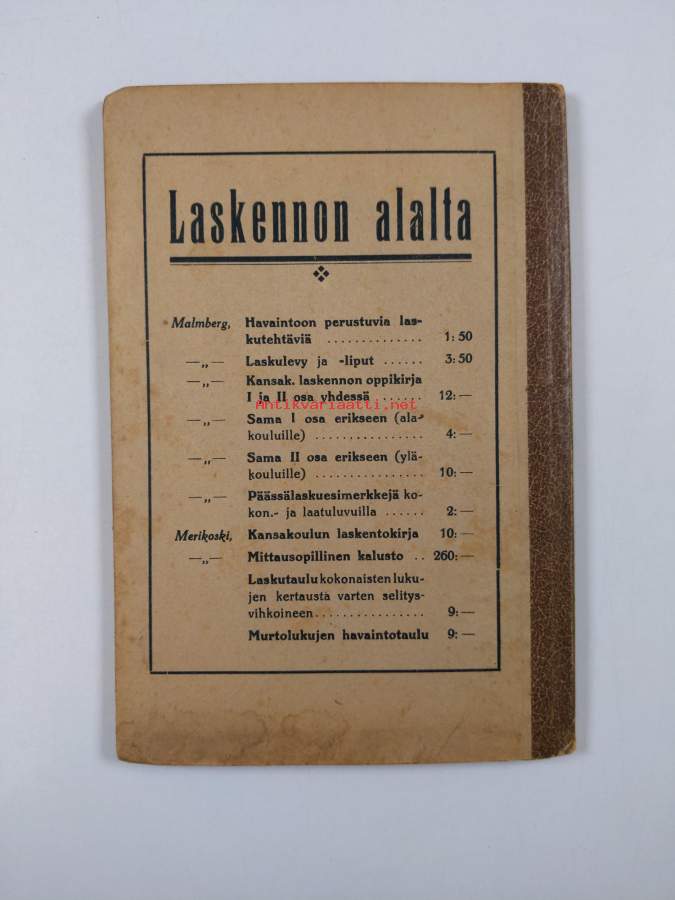 Laskennon alalta
Malmberg, Havaintoon perustuvia las-
kutehtäviä .............. 1: 50
—„— Laskulevy ja -liput ...... 3: 50
—„— Kansak. laskennon oppikirja
I ja II osa yhdessä ...... 12: —
antikvariaatti.net
—„— Sama I osa erikseen (ala-
kouluille) ................ 4: —
—„— Sama II osa erikseen (ylä-
kouluille) ................ 10: —
—„— Päässälaskuesimerkkejä ko-
kon.- ja laatuluvuilla ...... 2: —
Merikoski, Kansakoulun laskentokirja 10: —
—„— Mittausopillinen kalusto .. 260: —
Laskutaulu kokonaisten luku-
jen kertausta varten selitys-
vihkoineen................ 9: —
Murtolukujen havaintotaulu 9: —